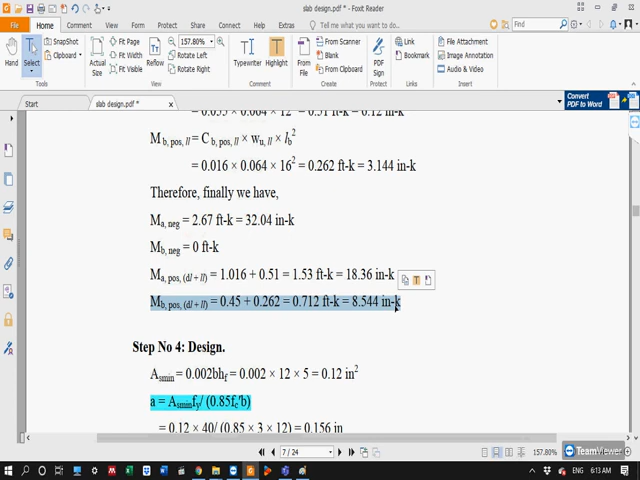 slab design.pdf * - Foxit Reader
File Home Comment View Form Protect Share Connect Help Extras Tell me what you want to do... Find
Hand Select SnapShot Clipboard Actual Size Fit Page Fit Width Fit Visible Reflow 157.80% Rotate Left Rotate Right Typewriter Highlight From File From Scanner Blank From Clipboard PDF Sign Link Bookmark File Attachment Image Annotation Audio & Video
Tools View Comment Create Protect Links Insert
Start slab design.pdf * Convert PDF to Word
M b, pos, ll = C b, pos, ll × w u, ll × l b ²
= 0.016 × 0.064 × 16² = 0.262 ft-k = 3.144 in-k
Therefore, finally we have,
M a, neg = 2.67 ft-k = 32.04 in-k
M b, neg = 0 ft-k
M a, pos, (dl + ll) = 1.016 + 0.51 = 1.53 ft-k = 18.36 in-k
M b, pos, (dl + ll) = 0.45 + 0.262 = 0.712 ft-k = 8.544 in-k
Step No 4: Design.
A smin = 0.002bh f = 0.002 × 12 × 5 = 0.12 in²
a = A smin f y / (0.85f c ′b)
= 0.12 × 40/ (0.85 × 3 × 12) = 0.156 in
7 / 24 157.80%
TeamViewer
6:13 AM